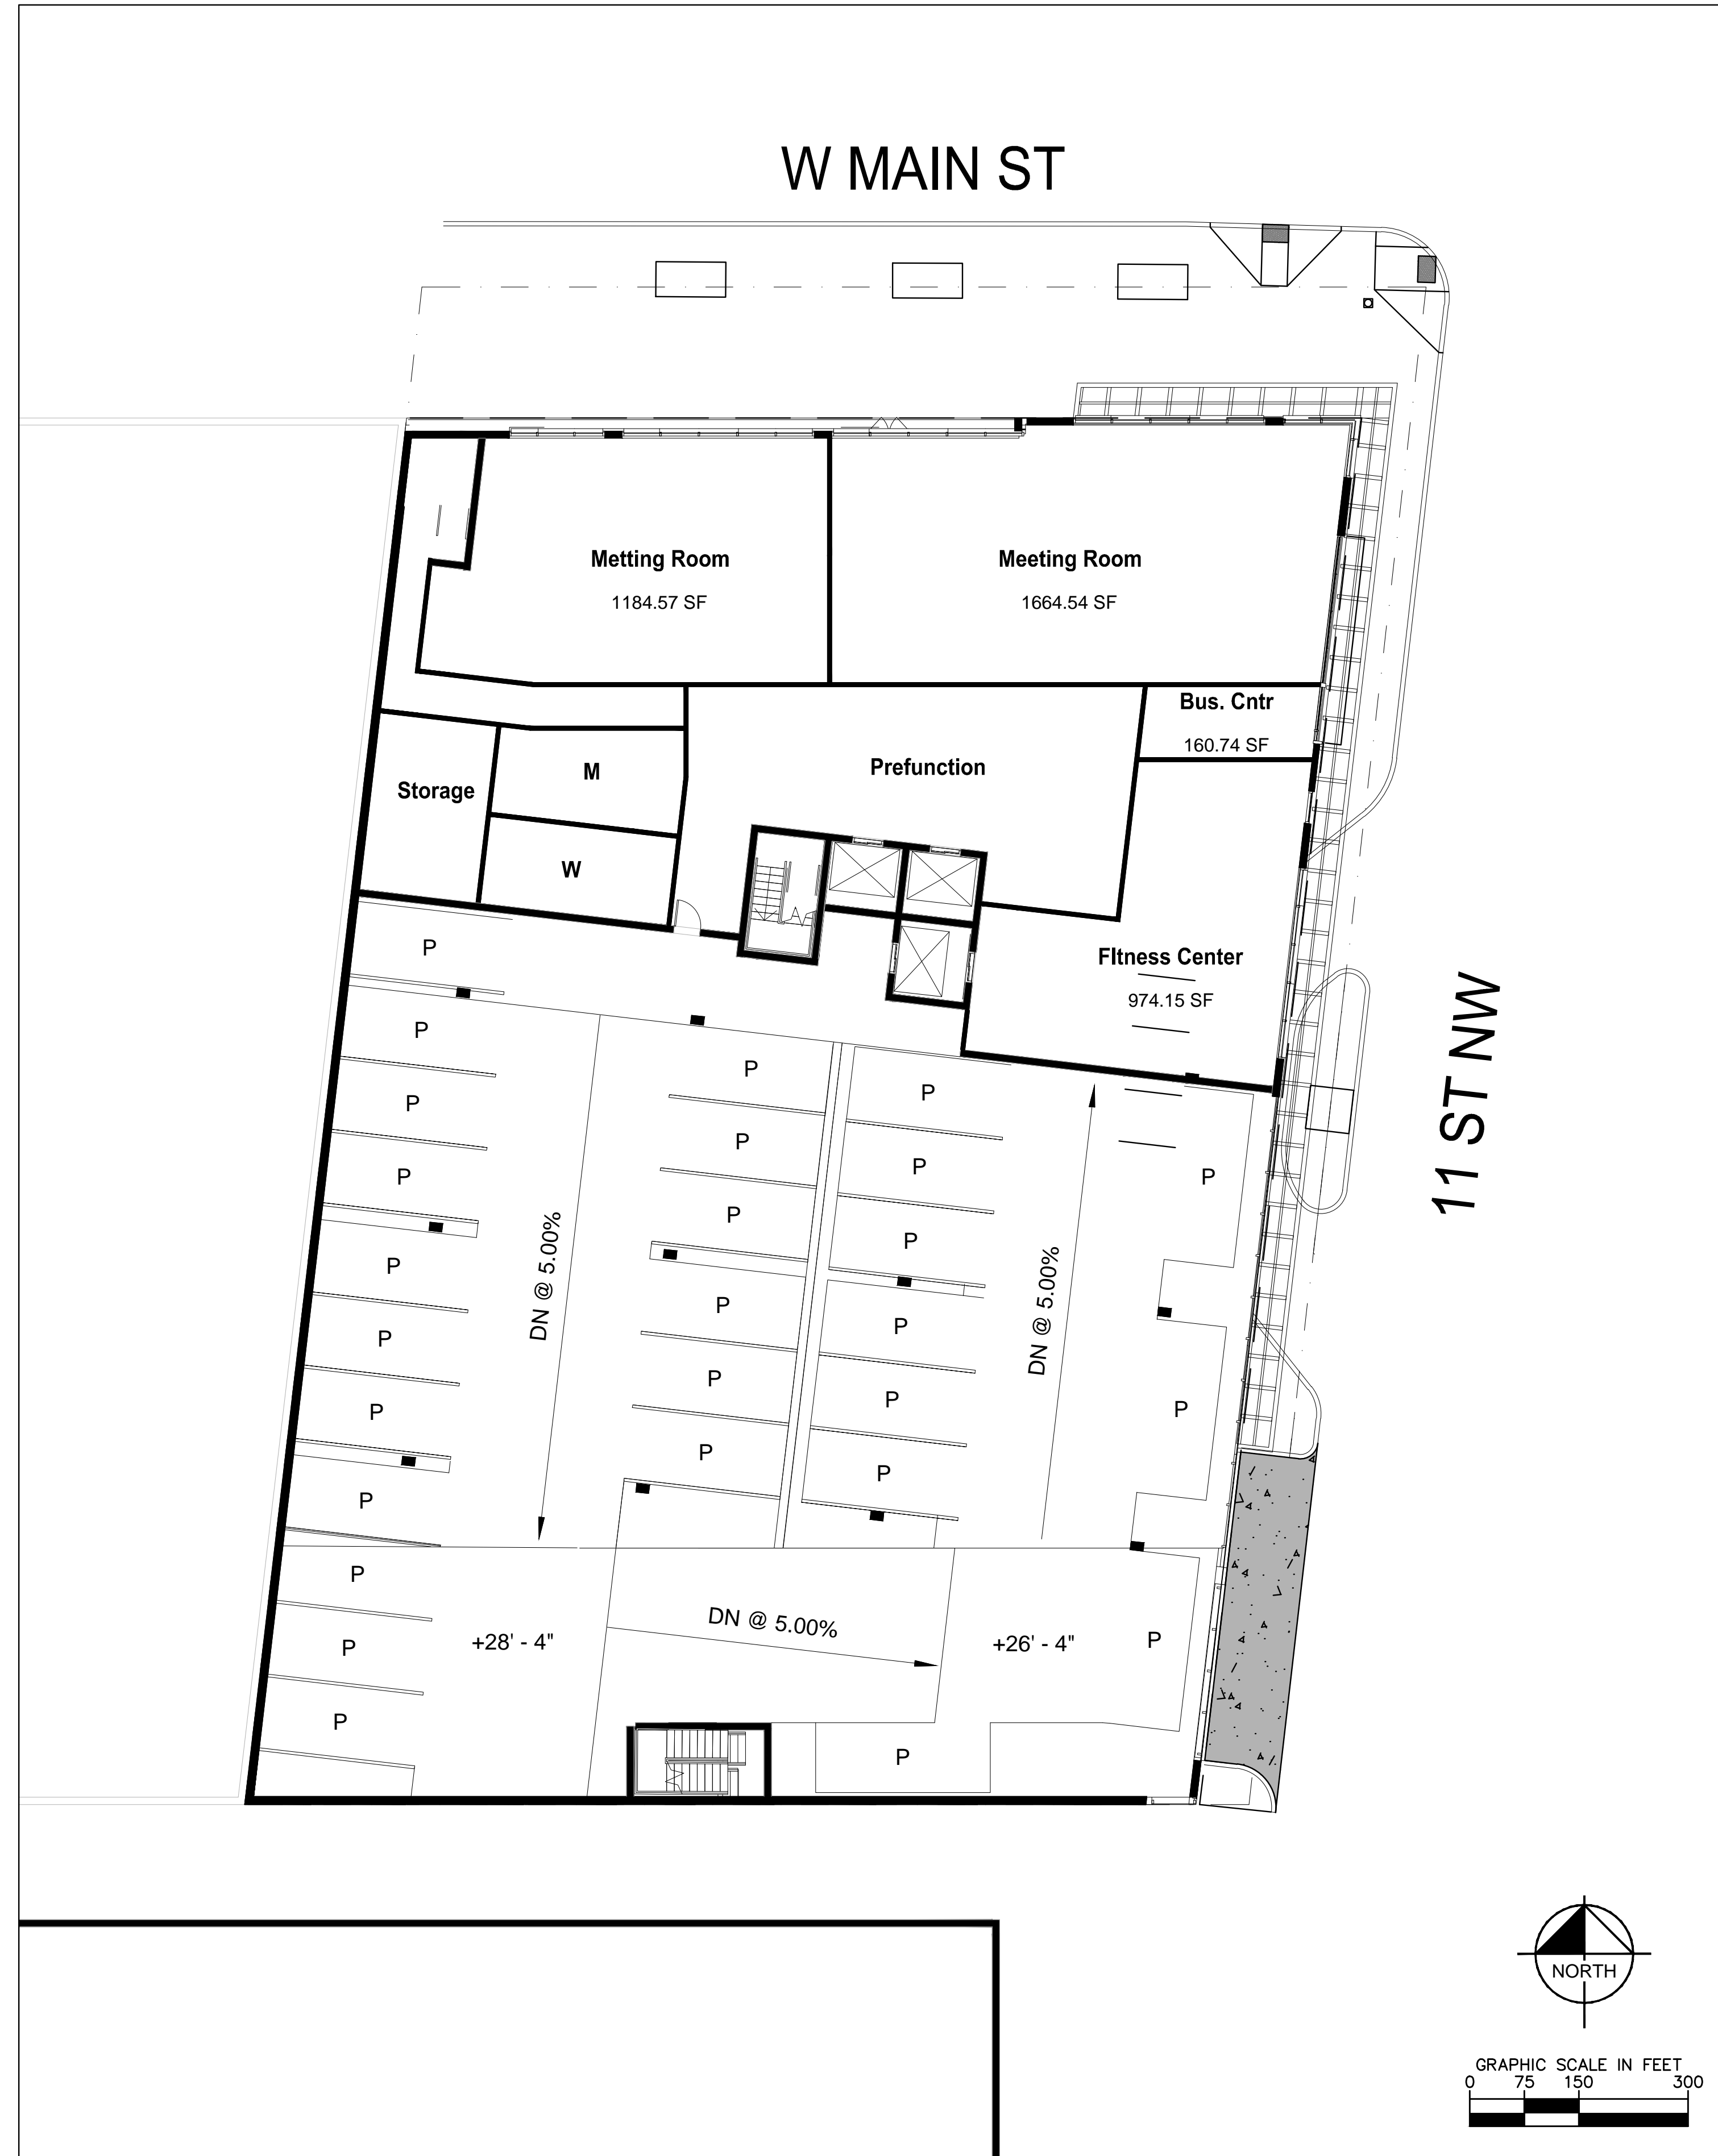 W MAIN ST
Metting Room
1184.57 SF
Meeting Room
1664.54 SF
Bus. Cntr
160.74 SF
Prefunction
M
Storage
W
FItness Center
974.15 SF
11 ST NW
P
P
P
P
P
P
P
P
P
P
P
DN @ 5.00%
P
P
P
P
P
P
P
P
P
P
P
P
DN @ 5.00%
P
P
P
+28' - 4"
DN @ 5.00%
+26' - 4"
P
NORTH
GRAPHIC SCALE IN FEET
0 75 150 300